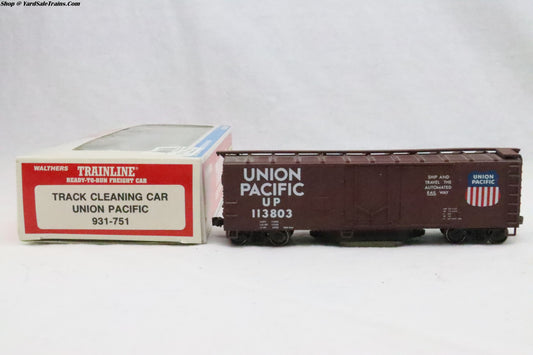 Shop @ YardSaleTrains.Com
WALTHERS TRAINLINE
READY-TO-RUN FREIGHT CAR
TRACK CLEANING CAR
UNION PACIFIC
931-751
UNION
PACIFIC
UP
113803
SHIP AND
TRAVEL THE
AUTOMATED
RAIL WAY
UNION
PACIFIC